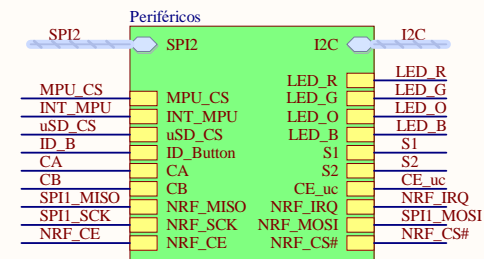 Periféricos
SPI2 SPI2 I2C I2C
LED_R LED_R
MPU_CS MPU_CS LED_G LED_G
INT_MPU INT_MPU LED_O LED_O
uSD_CS uSD_CS LED_B LED_B
ID_B ID_Button S1 S1
CA CA S2 S2
CB CB CE_uc CE_uc
SPI1_MISO NRF_MISO NRF_IRQ NRF_IRQ
SPI1_SCK NRF_SCK NRF_MOSI SPI1_MOSI
NRF_CE NRF_CE NRF_CS# NRF_CS#